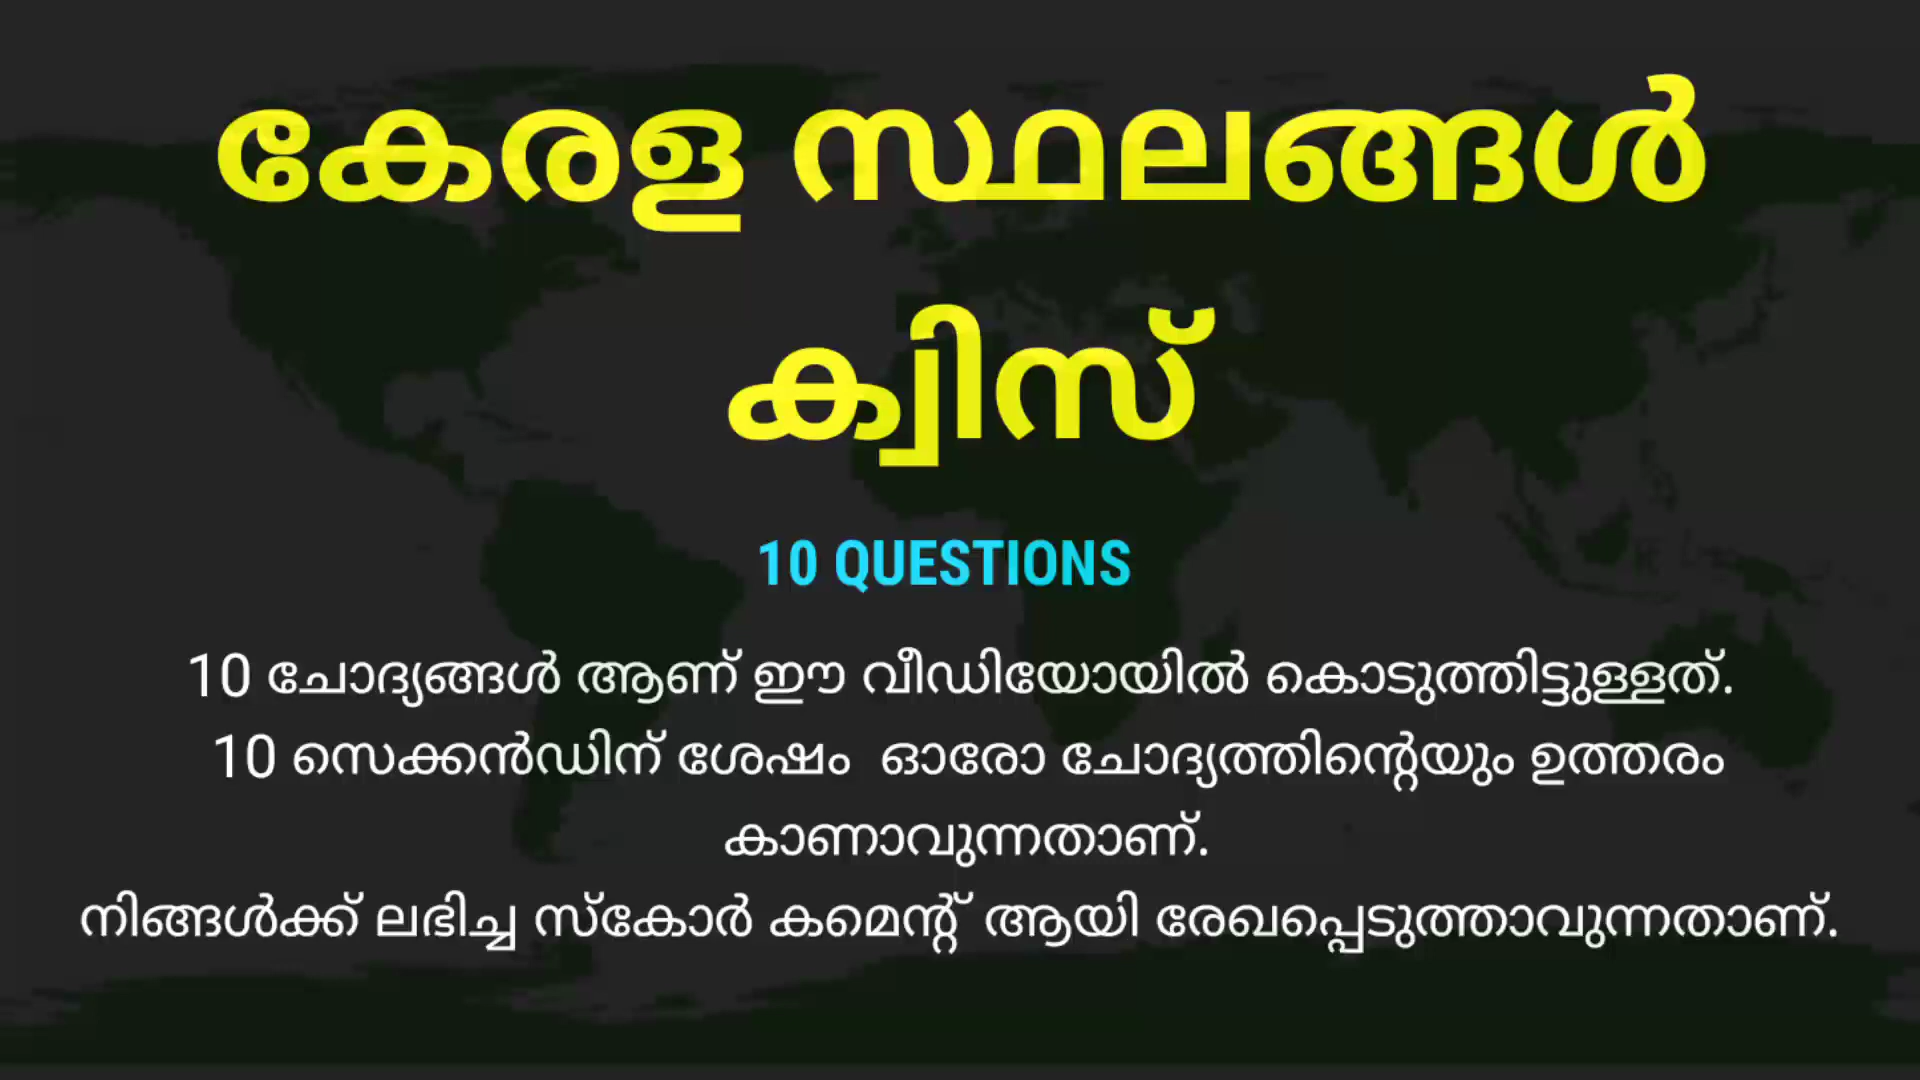 കേരള സ്ഥലങ്ങൾ
ക്വിസ്
10 QUESTIONS
10 ചോദ്യങ്ങൾ ആണ് ഈ വീഡിയോയിൽ കൊടുത്തിട്ടുള്ളത്.
10 സെക്കൻഡിന് ശേഷം ഓരോ ചോദ്യത്തിന്റെയും ഉത്തരം
കാണാവുന്നതാണ്.
നിങ്ങൾക്ക് ലഭിച്ച സ്കോർ കമെന്റ് ആയി രേഖപ്പെടുത്താവുന്നതാണ്.